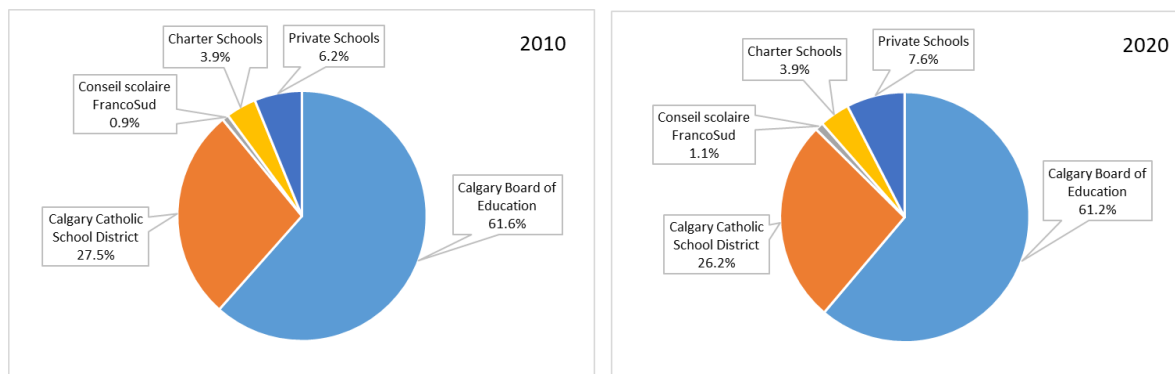 2010
Charter Schools
3.9%
Private Schools
6.2%
Conseil scolaire
FrancoSud
0.9%
Calgary Board of
Education
61.6%
Calgary Catholic
School District
27.5%
2020
Private Schools
7.6%
Charter Schools
3.9%
Conseil scolaire
FrancoSud
1.1%
Calgary Board of
Education
61.2%
Calgary Catholic
School District
26.2%